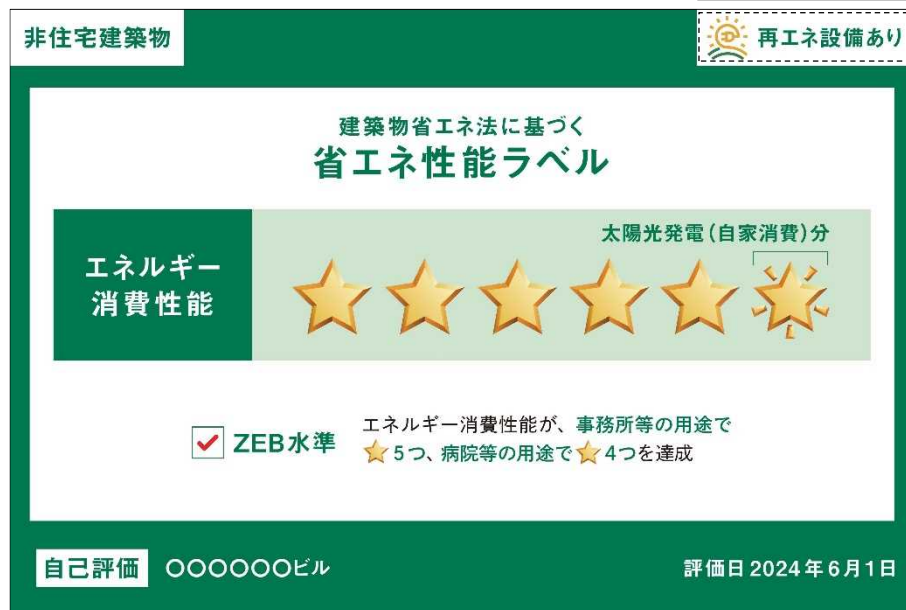 非住宅建築物
再エネ設備あり
建築物省エネ法に基づく
省エネ性能ラベル
太陽光発電(自家消費)分
エネルギー
消費性能
ZEB水準
エネルギー消費性能が、事務所等の用途で
5つ、病院等の用途で 4つを達成
自己評価 〇〇〇〇〇〇ビル
評価日 2024年6月1日